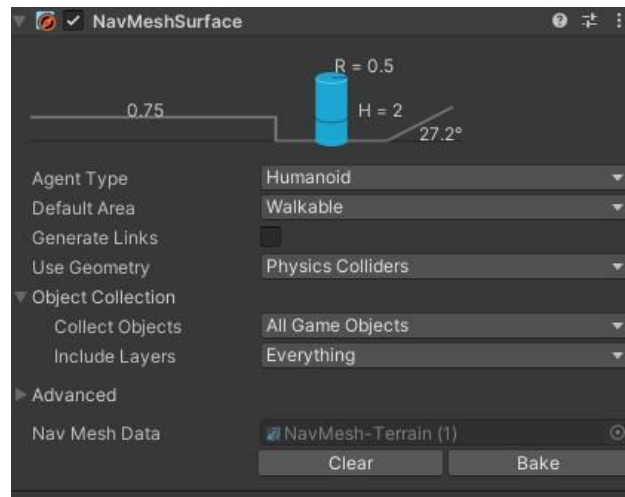 NavMeshSurface
R = 0.5
0.75
H = 2
27.2°
Agent Type Humanoid
Default Area Walkable
Generate Links
Use Geometry Physics Colliders
Object Collection
Collect Objects All Game Objects
Include Layers Everything
Advanced
Nav Mesh Data NavMesh-Terrain (1)
Clear Bake